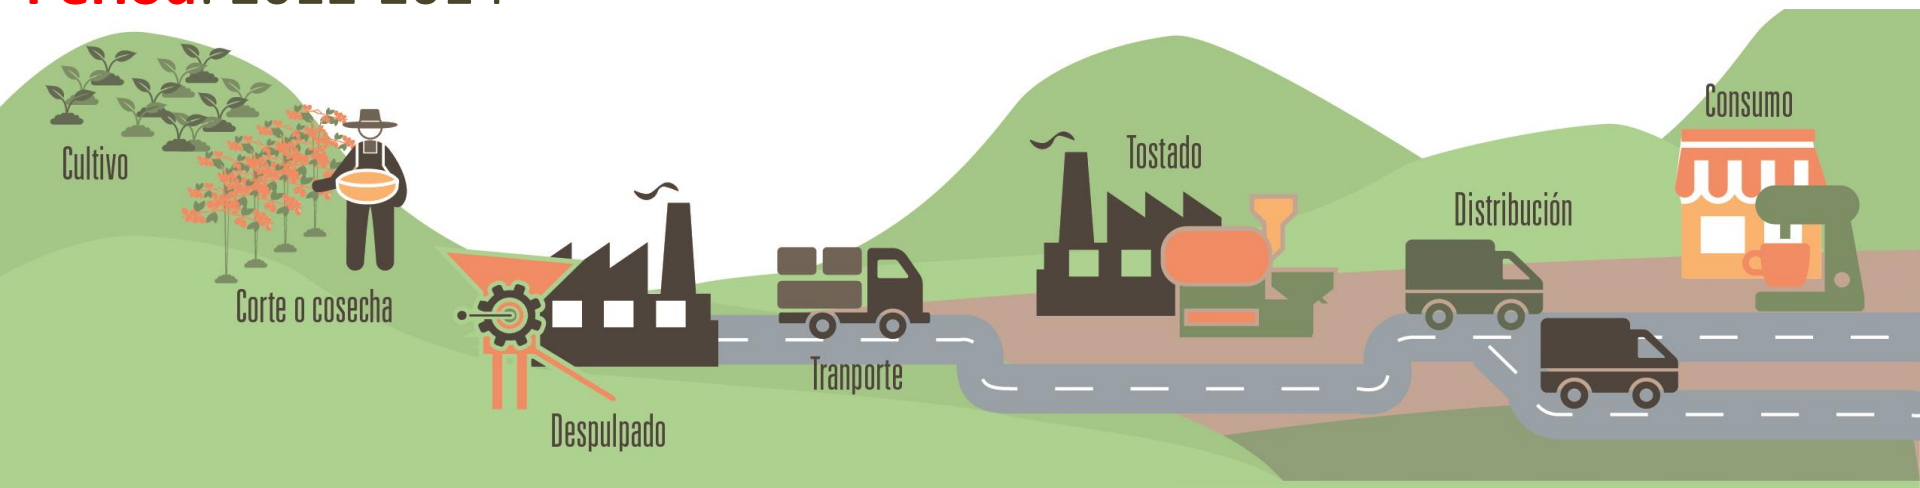 Cultivo
Corte o cosecha
Despulpado
Tranporte
Tostado
Distribución
Consumo